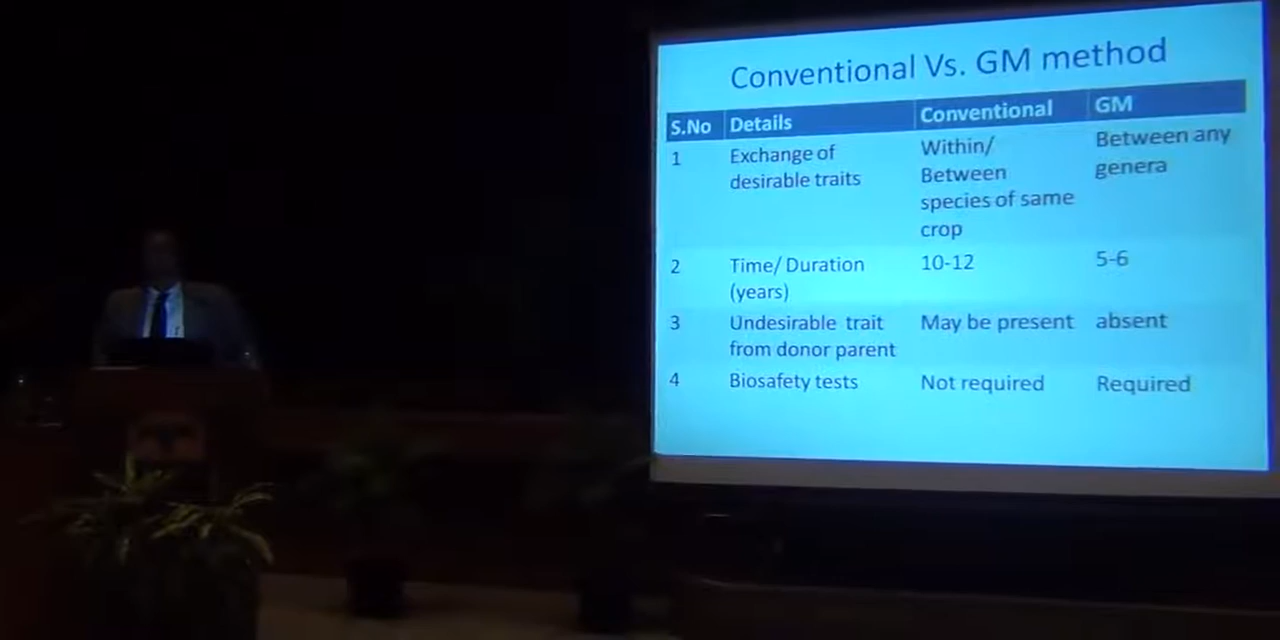 Conventional Vs. GM method
S.No Details Conventional GM
1 Exchange of desirable traits Within/ Between species of same crop Between any genera
2 Time/ Duration (years) 10-12 5-6
3 Undesirable trait from donor parent May be present absent
4 Biosafety tests Not required Required